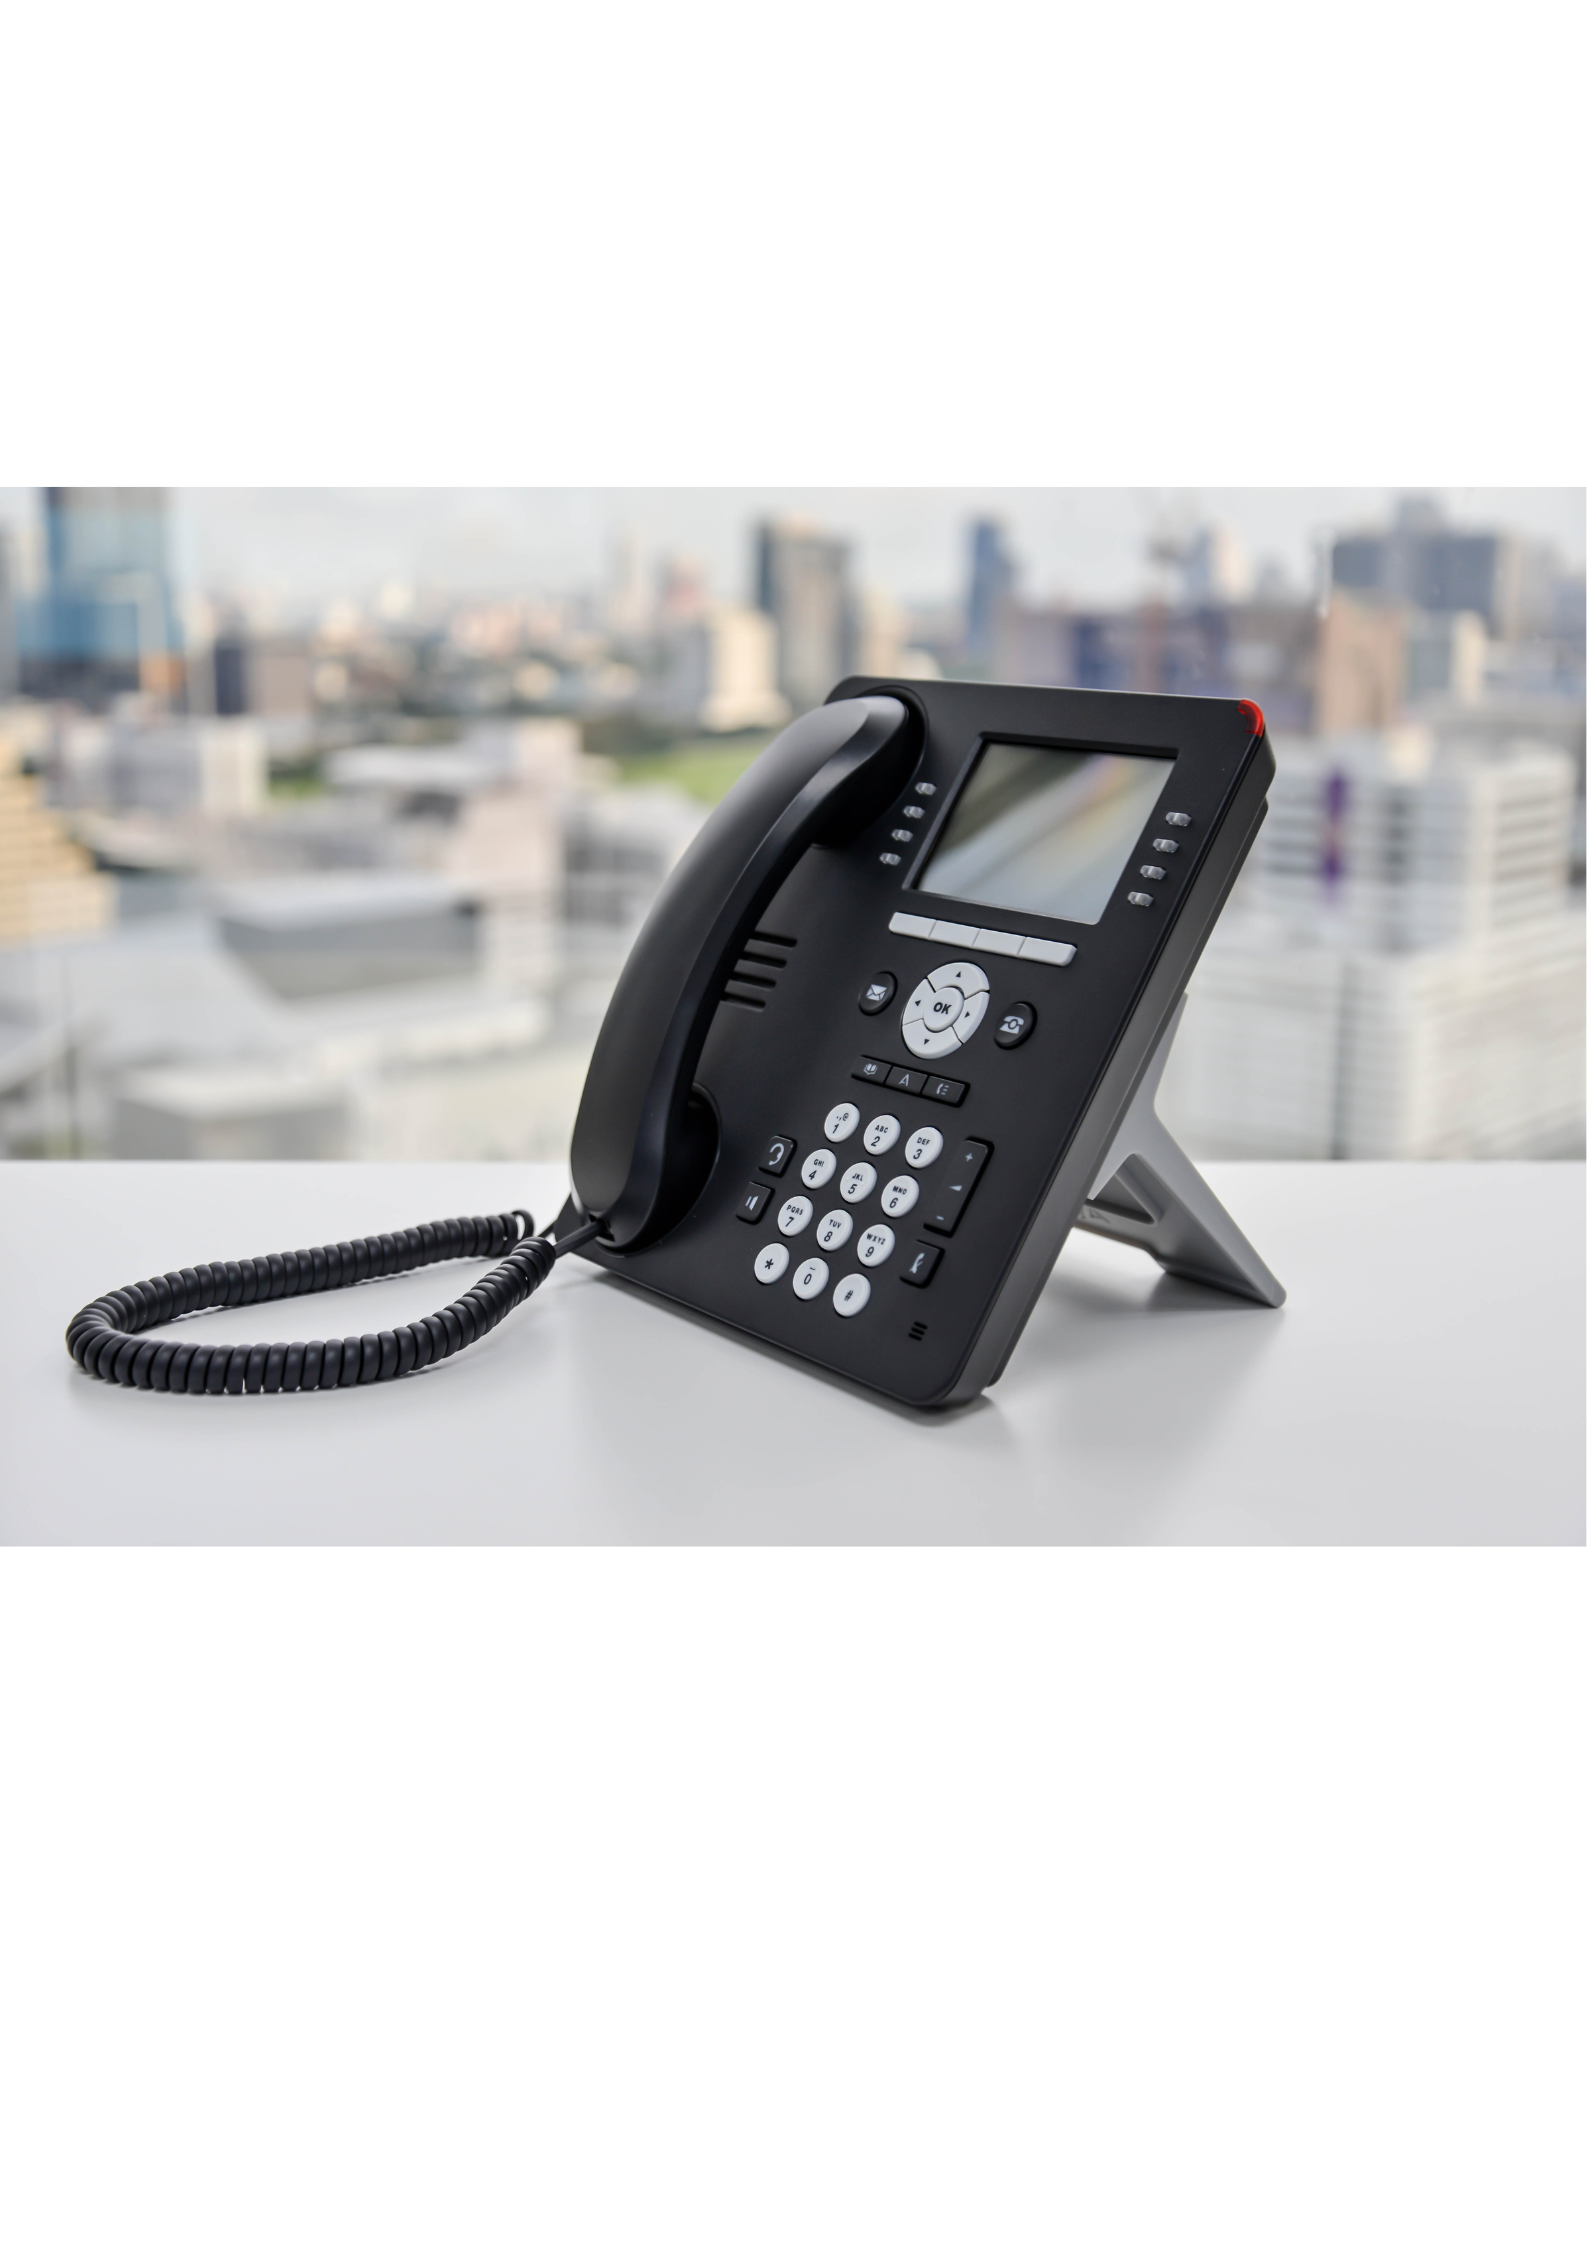 OK
.,@ ABC DEF
1 2 3
GHI JKL MNO
4 5 6
PQRS TUV WXYZ
7 8 9
* 0 #
+
-